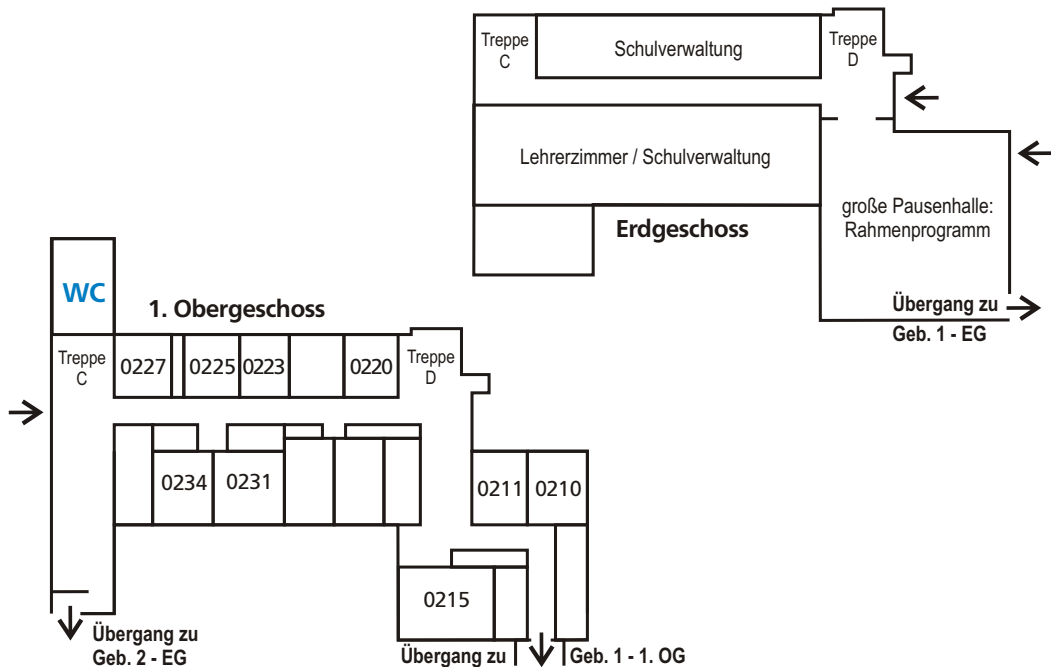 Treppe
C
Schulverwaltung
Treppe
D
Lehrerzimmer / Schulverwaltung
große Pausenhalle:
Rahmenprogramm
Erdgeschoss
Übergang zu
Geb. 1 - EG
WC
1. Obergeschoss
Treppe
C
0227
0225
0223
0220
Treppe
D
0234
0231
0211
0210
0215
Übergang zu
Geb. 2 - EG
Übergang zu
Geb. 1 - 1. OG